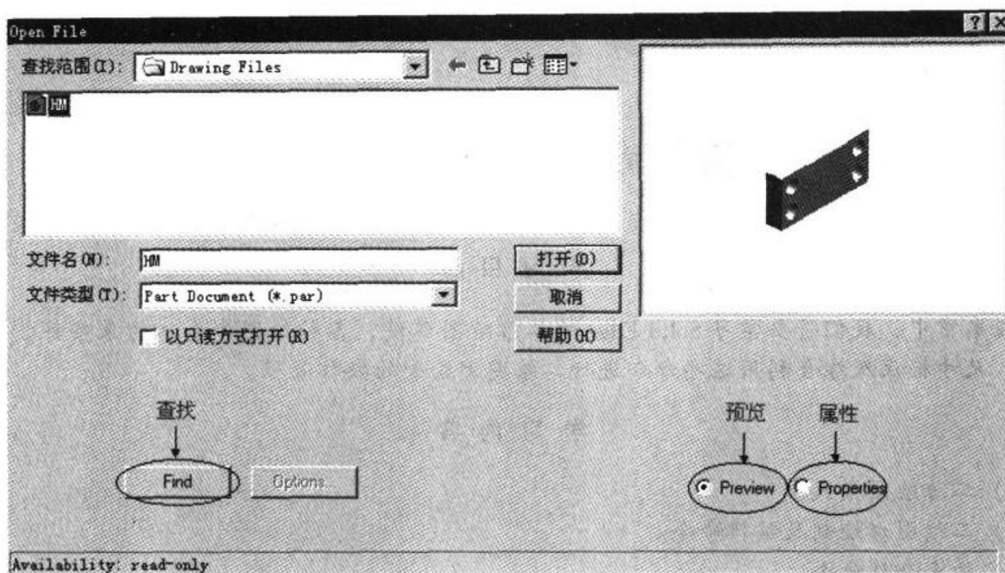 Open File
查找范围(I): Drawing Files
HM
文件名(N): HM 打开(O)
文件类型(T): Part Document (*.par) 取消
以只读方式打开(R) 帮助(H)
查找 预览 属性
Find Options... Preview Properties
Availability: read-only